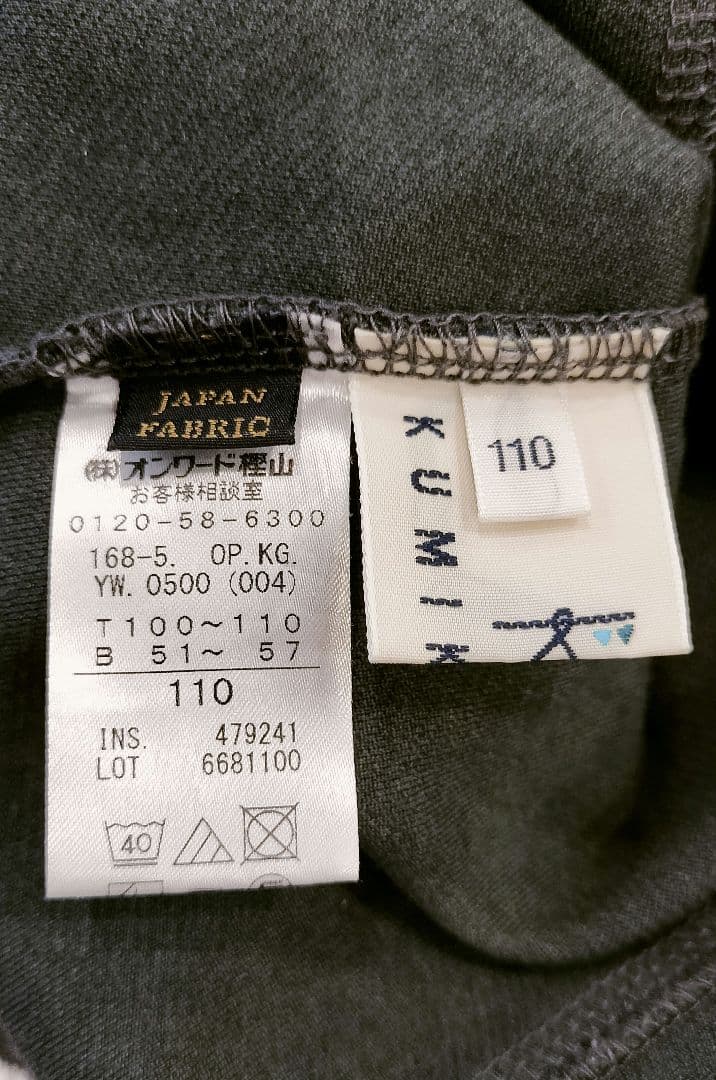 JAPAN
FABRIC
(株)オンワード樫山
お客様相談室
0120-58-6300
168-5. OP.KG.
YW. 0500 (004)
T 100～110
B 51～ 57
110
INS. 479241
LOT 6681100
40
110
KUMIK